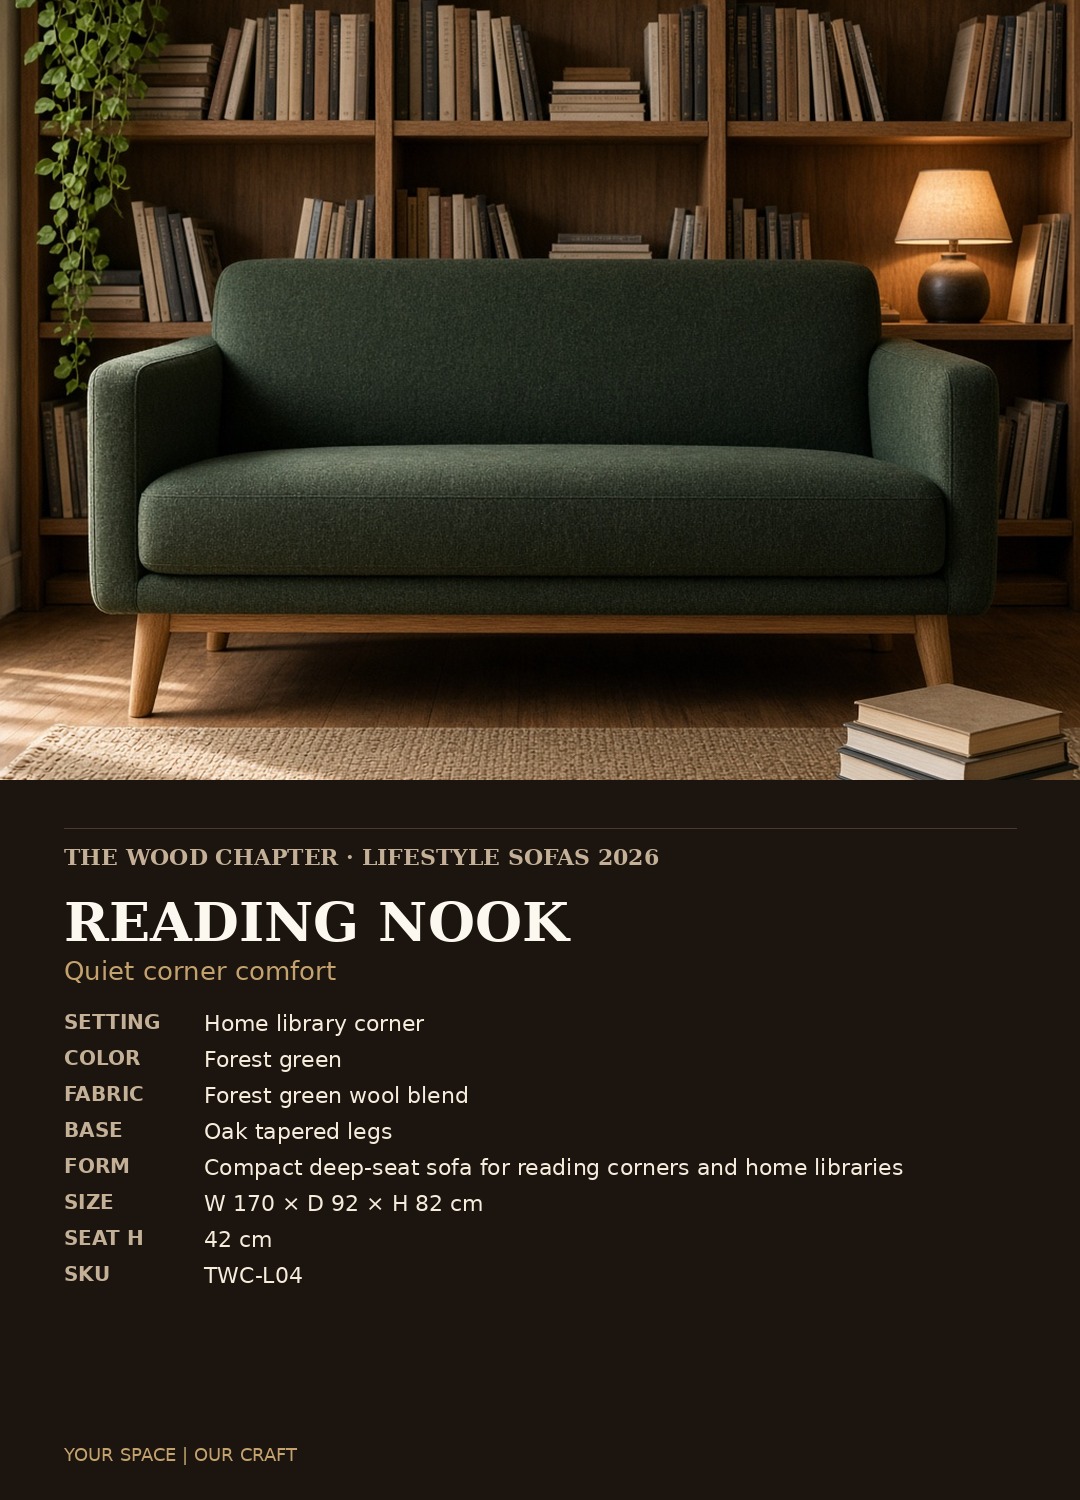 THE WOOD CHAPTER · LIFESTYLE SOFAS 2026
READING NOOK
Quiet corner comfort
SETTING Home library corner
COLOR Forest green
FABRIC Forest green wool blend
BASE Oak tapered legs
FORM Compact deep-seat sofa for reading corners and home libraries
SIZE W 170 × D 92 × H 82 cm
SEAT H 42 cm
SKU TWC-L04
YOUR SPACE | OUR CRAFT